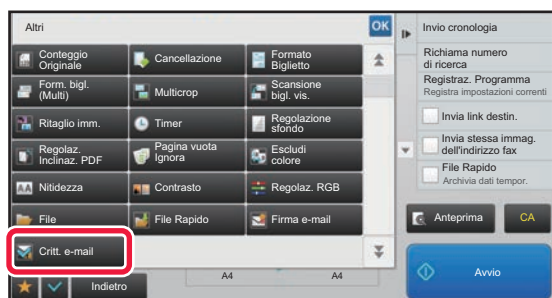 Altri
OK
Conteggio
Originale
Cancellazione
Formato
Biglietto
Form. bigl.
(Multi)
Multicrop
Scansione
bigl. vis.
Ritaglio imm.
Timer
Regolazione
sfondo
Regolaz.
Inclinaz. PDF
Pagina vuota
Ignora
Escludi
colore
AA Nitidezza
Contrasto
Regolaz. RGB
File
File Rapido
Firma e-mail
Critt. e-mail
Indietro
A4
A4
Invio cronologia
Richiama numero
di ricerca
Registraz. Programma
Registra impostazioni correnti
Invia link destin.
Invia stessa immag.
dell'indirizzo fax
File Rapido
Archivia dati tempor.
Anteprima
CA
Avvio